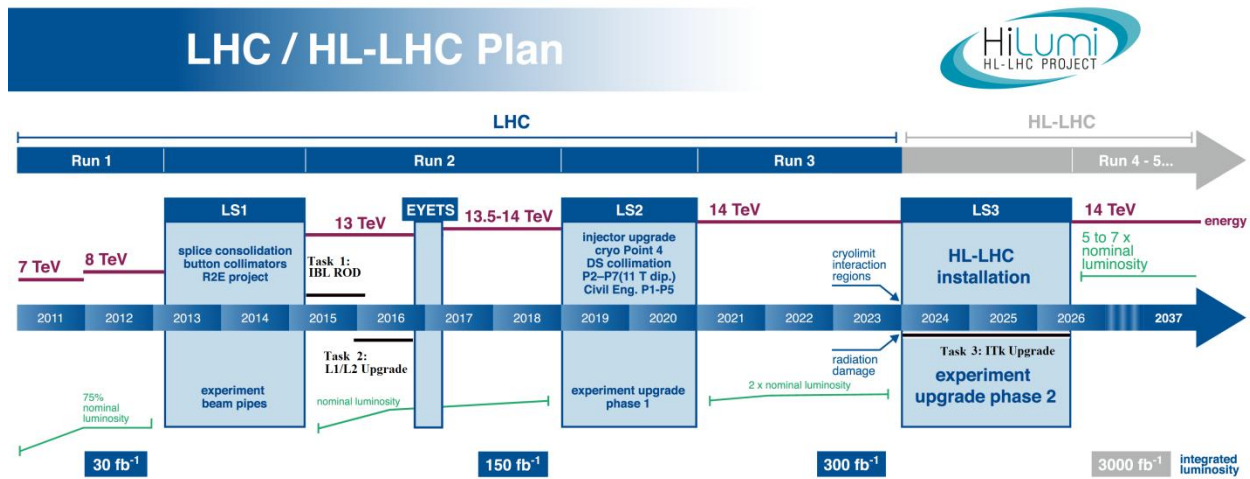 LHC / HL-LHC Plan
HiLumi
HL-LHC PROJECT
LHC
HL-LHC
Run 1
Run 2
Run 3
Run 4 - 5...
LS1
EYETS
LS2
LS3
13 TeV
13.5-14 TeV
14 TeV
14 TeV
energy
splice consolidation
button collimators
R2E project
injector upgrade
cryo Point 4
DS collimation
P2-P7(11 T dip.)
Civil Eng. P1-P5
HL-LHC
installation
5 to 7 x
nominal
luminosity
7 TeV
8 TeV
Task 1:
IBL ROD
cryolimit
interaction
regions
2011
2012
2013
2014
2015
2016
2017
2018
2019
2020
2021
2022
2023
2024
2025
2026
2037
Task 2:
L1/L2 Upgrade
radiation
damage
Task 3: ITk Upgrade
experiment
upgrade phase 2
75%
nominal
luminosity
experiment
beam pipes
nominal luminosity
experiment upgrade
phase 1
2 x nominal luminosity
30 fb⁻¹
150 fb⁻¹
300 fb⁻¹
3000 fb⁻¹
integrated
luminosity